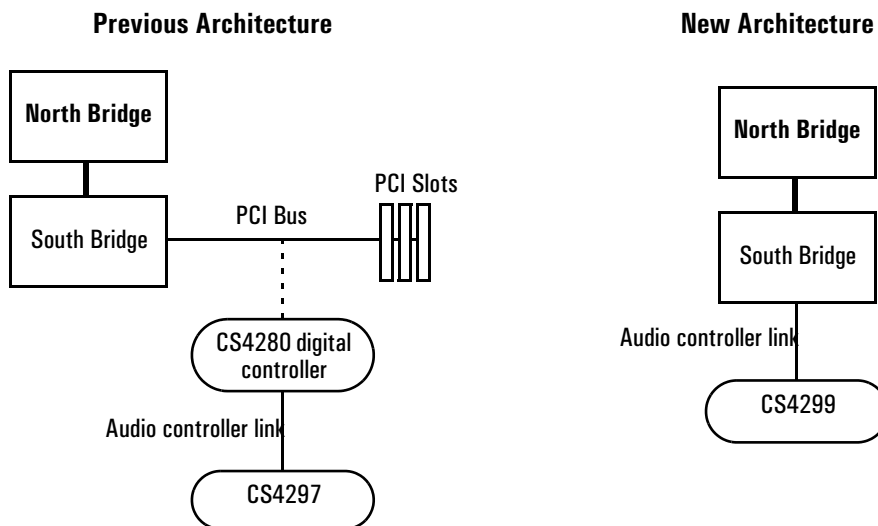 Previous Architecture
North Bridge
South Bridge
PCI Bus
PCI Slots
CS4280 digital
controller
Audio controller link
CS4297
New Architecture
North Bridge
South Bridge
Audio controller link
CS4299